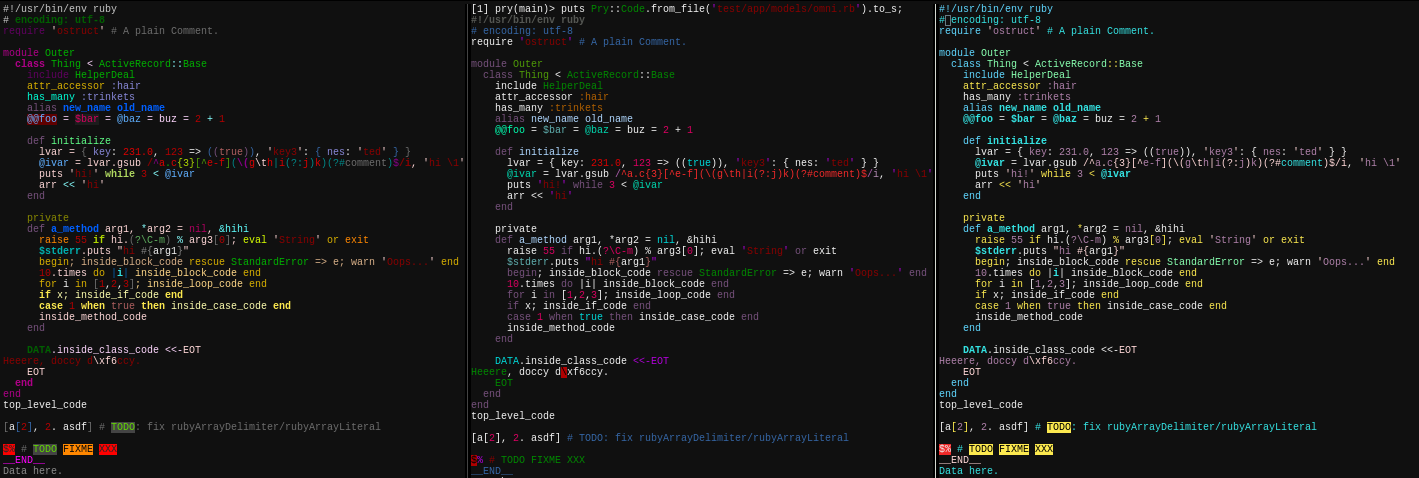 #!/usr/bin/env ruby
# encoding: utf-8
require 'ostruct' # A plain Comment.

module Outer
  class Thing < ActiveRecord::Base
    include HelperDeal
    attr_accessor :hair
    has_many :trinkets
    alias new_name old_name
    @@foo = $bar = @baz = buz = 2 + 1

    def initialize
      lvar = { key: 231.0, 123 => ((true)), 'key3': { nes: 'ted' } }
      @ivar = lvar.gsub /^a.c{3}[^e-f](\(g\th|i(?:j)k)(?#comment)$/i, 'hi \1'
      puts 'hi!' while 3 < @ivar
      arr << 'hi'
    end

    private
    def a_method arg1, *arg2 = nil, &hihi
      raise 55 if hi.(?\C-m) % arg3[0]; eval 'String' or exit
      $stderr.puts "hi #{arg1}"
      begin; inside_block_code rescue StandardError => e; warn 'Oops...' end
      10.times do |i| inside_block_code end
      for i in [1,2,3]; inside_loop_code end
      if x; inside_if_code end
      case 1 when true then inside_case_code end
      inside_method_code
    end

    DATA.inside_class_code <<-EOT
Heeere, doccy d\xf6ccy.
    EOT
  end
end
top_level_code

[a[2], 2. asdf] # TODO: fix rubyArrayDelimiter/rubyArrayLiteral

$% # TODO FIXME XXX
__END__
Data here.
[1] pry(main)> puts Pry::Code.from_file('test/app/models/omni.rb').to_s;
#!/usr/bin/env ruby
# encoding: utf-8
require 'ostruct' # A plain Comment.

module Outer
  class Thing < ActiveRecord::Base
    include HelperDeal
    attr_accessor :hair
    has_many :trinkets
    alias new_name old_name
    @@foo = $bar = @baz = buz = 2 + 1

    def initialize
      lvar = { key: 231.0, 123 => ((true)), 'key3': { nes: 'ted' } }
      @ivar = lvar.gsub /^a.c{3}[^e-f](\(g\th|i(?:j)k)(?#comment)$/i, 'hi \1'
      puts 'hi!' while 3 < @ivar
      arr << 'hi'
    end

    private
    def a_method arg1, *arg2 = nil, &hihi
      raise 55 if hi.(?\C-m) % arg3[0]; eval 'String' or exit
      $stderr.puts "hi #{arg1}"
      begin; inside_block_code rescue StandardError => e; warn 'Oops...' end
      10.times do |i| inside_block_code end
      for i in [1,2,3]; inside_loop_code end
      if x; inside_if_code end
      case 1 when true then inside_case_code end
      inside_method_code
    end

    DATA.inside_class_code <<-EOT
Heeere, doccy d\xf6ccy.
    EOT
  end
end
top_level_code

[a[2], 2. asdf] # TODO: fix rubyArrayDelimiter/rubyArrayLiteral

$% # TODO FIXME XXX
__END__
#!/usr/bin/env ruby
# encoding: utf-8
require 'ostruct' # A plain Comment.

module Outer
  class Thing < ActiveRecord::Base
    include HelperDeal
    attr_accessor :hair
    has_many :trinkets
    alias new_name old_name
    @@foo = $bar = @baz = buz = 2 + 1

    def initialize
      lvar = { key: 231.0, 123 => ((true)), 'key3': { nes: 'ted' } }
      @ivar = lvar.gsub /^a.c{3}[^e-f](\(g\th|i(?:j)k)(?#comment)$/i, 'hi \1'
      puts 'hi!' while 3 < @ivar
      arr << 'hi'
    end

    private
    def a_method arg1, *arg2 = nil, &hihi
      raise 55 if hi.(?\C-m) % arg3[0]; eval 'String' or exit
      $stderr.puts "hi #{arg1}"
      begin; inside_block_code rescue StandardError => e; warn 'Oops...' end
      10.times do |i| inside_block_code end
      for i in [1,2,3]; inside_loop_code end
      if x; inside_if_code end
      case 1 when true then inside_case_code end
      inside_method_code
    end

    DATA.inside_class_code <<-EOT
Heeere, doccy d\xf6ccy.
    EOT
  end
end
top_level_code

[a[2], 2. asdf] # TODO: fix rubyArrayDelimiter/rubyArrayLiteral

$% # TODO FIXME XXX
__END__
Data here.